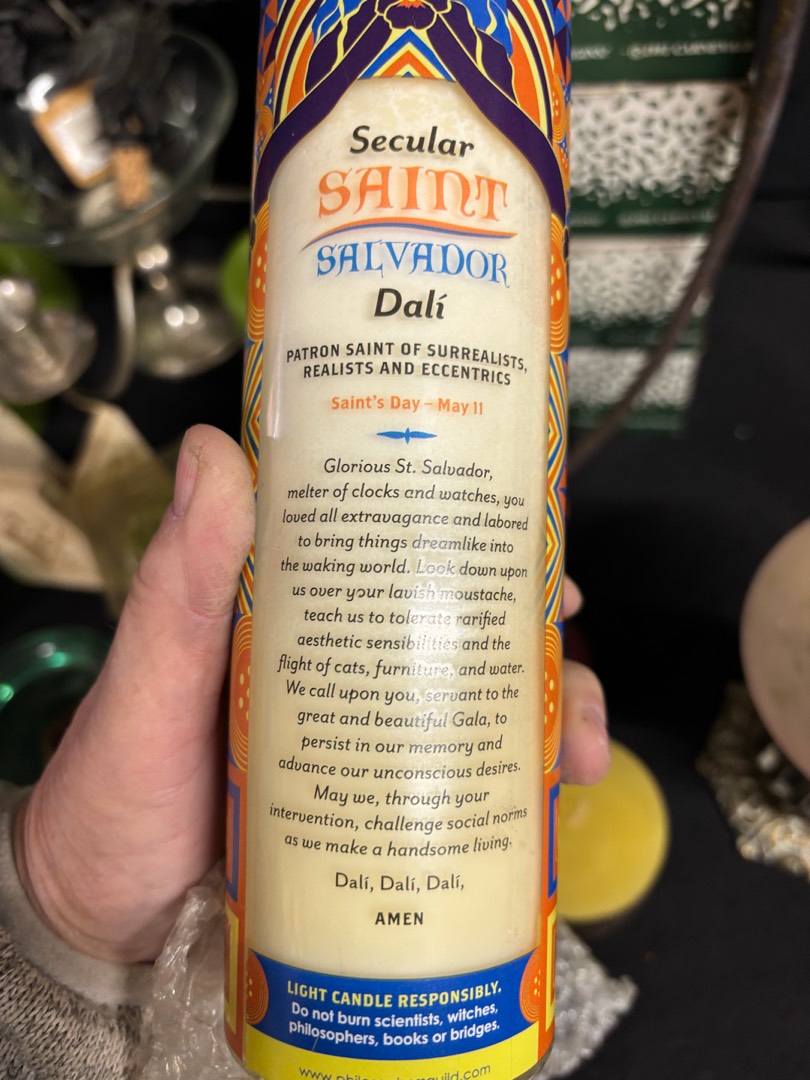 Secular
SAINT
SALVADOR
Dalí
PATRON SAINT OF SURREALISTS,
REALISTS AND ECCENTRICS
Saint's Day – May 11
Glorious St. Salvador,
melter of clocks and watches, you
loved all extravagance and labored
to bring things dreamlike into
the waking world. Look down upon
us over your lavish moustache,
teach us to tolerate rarified
aesthetic sensibilities and the
flight of cats, furniture, and water.
We call upon you, servant to the
great and beautiful Gala, to
persist in our memory and
advance our unconscious desires.
May we, through your
intervention, challenge social norms
as we make a handsome living.
Dalí, Dalí, Dalí,
AMEN
LIGHT CANDLE RESPONSIBLY.
Do not burn scientists, witches,
philosophers, books or bridges.